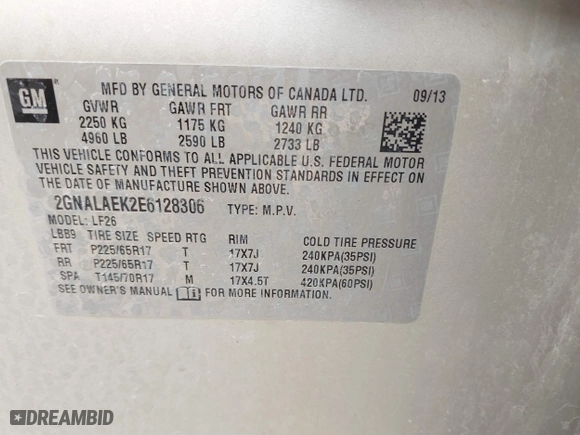 GM
MFD BY GENERAL MOTORS OF CANADA LTD. 09/13
GVWR GAWR FRT GAWR RR
2250 KG 1175 KG 1240 KG
4960 LB 2590 LB 2733 LB
THIS VEHICLE CONFORMS TO ALL APPLICABLE U.S. FEDERAL MOTOR
VEHICLE SAFETY AND THEFT PREVENTION STANDARDS IN EFFECT ON
THE DATE OF MANUFACTURE SHOWN ABOVE.
2GNALAEK2E6128306 TYPE: M.P.V.
MODEL: LF26
LBB9 TIRE SIZE SPEED RTG RIM COLD TIRE PRESSURE
FRT P225/65R17 T 17X7J 240KPA(35PSI)
RR P225/65R17 T 17X7J 240KPA(35PSI)
SPA T145/70R17 M 17X4.5T 420KPA(60PSI)
SEE OWNER'S MANUAL FOR MORE INFORMATION.
DREAMBID